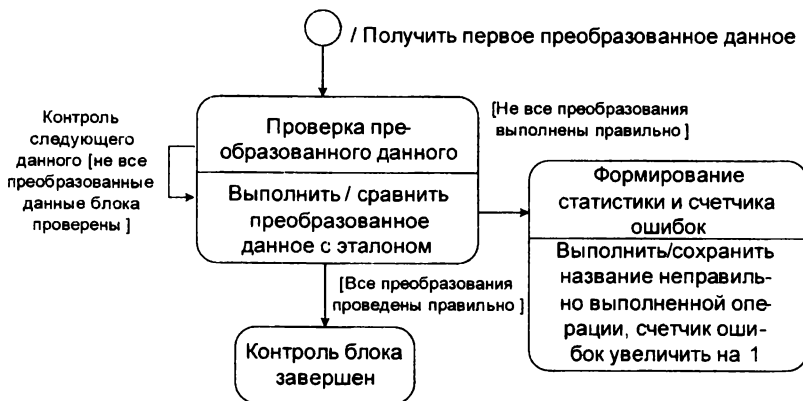 / Получить первое преобразованное данное
Контроль
следующего
данного [не все
преобразованные
данные блока
проверены ]
Проверка пре-
образованного данного
Выполнить / сравнить
преобразованное
данное с эталоном
[Не все преобразования
выполнены правильно ]
Формирование
статистики и счетчика
ошибок
Выполнить/сохранить
название неправиль-
но выполненной опе-
рации, счетчик оши-
бок увеличить на 1
[Все преобразования
проведены правильно ]
Контроль блока
завершен